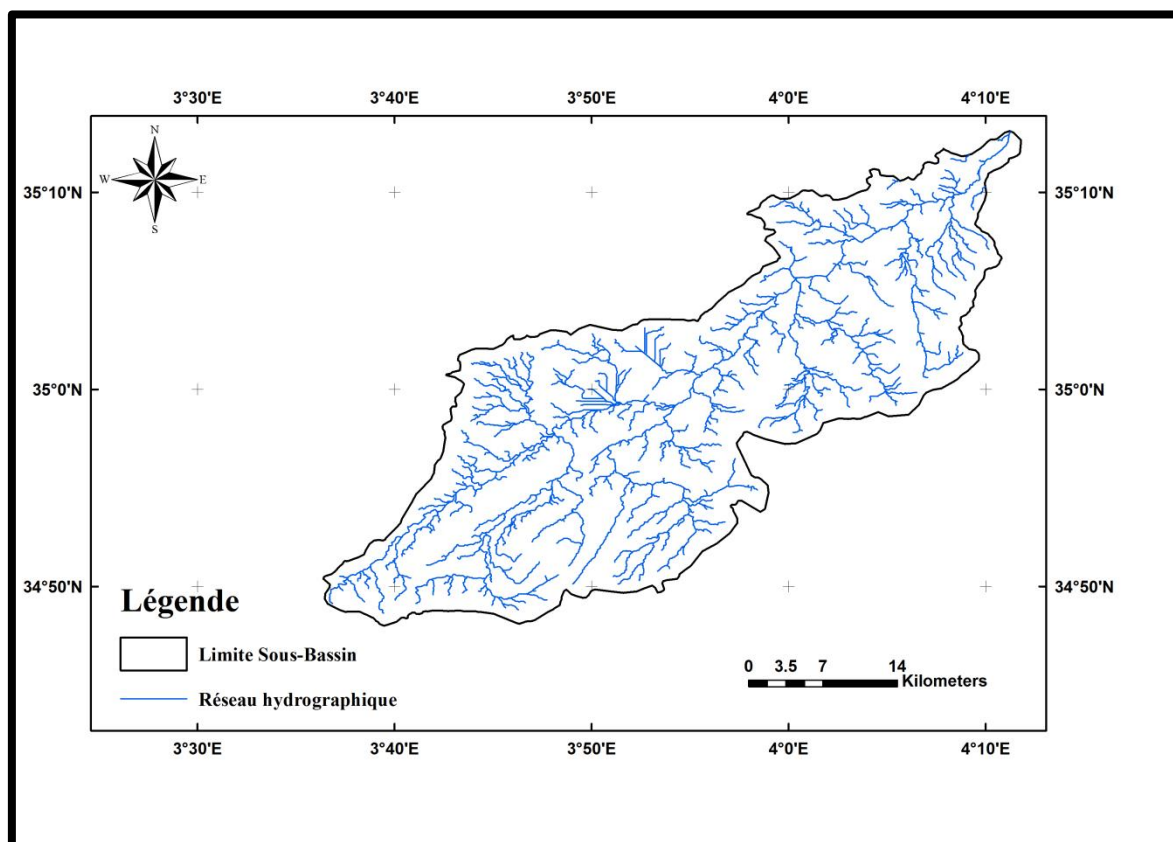 3°30'E 3°40'E 3°50'E 4°0'E 4°10'E
N
W E
S
35°10'N 35°10'N
35°0'N 35°0'N
34°50'N 34°50'N
Légende
Limite Sous-Bassin
Réseau hydrographique
0 3.5 7 14
Kilometers
3°30'E 3°40'E 3°50'E 4°0'E 4°10'E